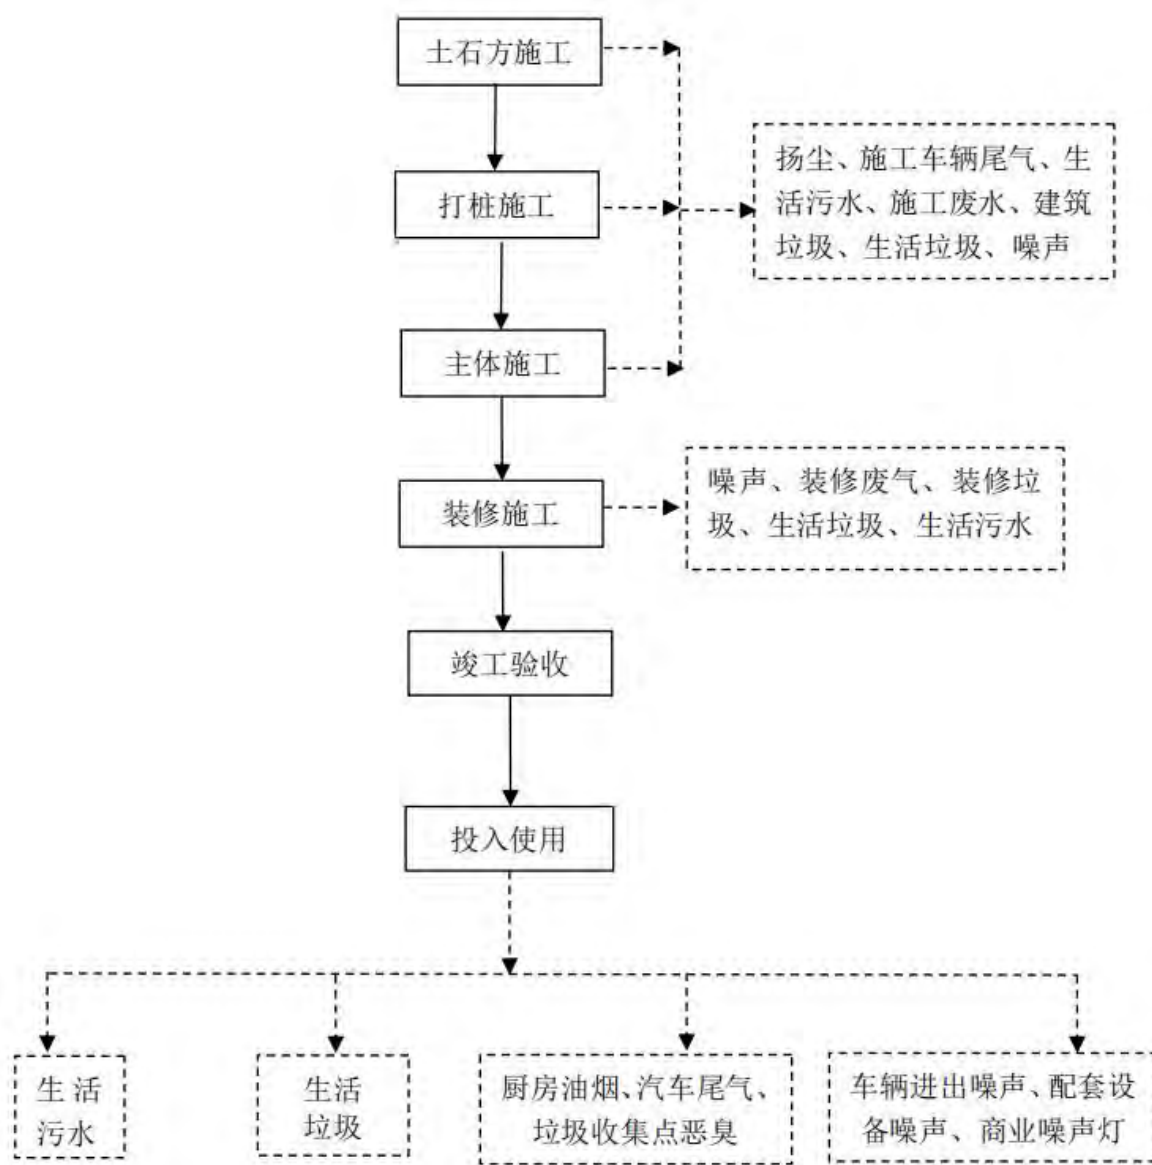 土石方施工
扬尘、施工车辆尾气、生
活污水、施工废水、建筑
垃圾、生活垃圾、噪声
打桩施工
主体施工
噪声、装修废气、装修垃
圾、生活垃圾、生活污水
装修施工
竣工验收
投入使用
生活
污水
生活
垃圾
厨房油烟、汽车尾气、
垃圾收集点恶臭
车辆进出噪声、配套设
备噪声、商业噪声灯